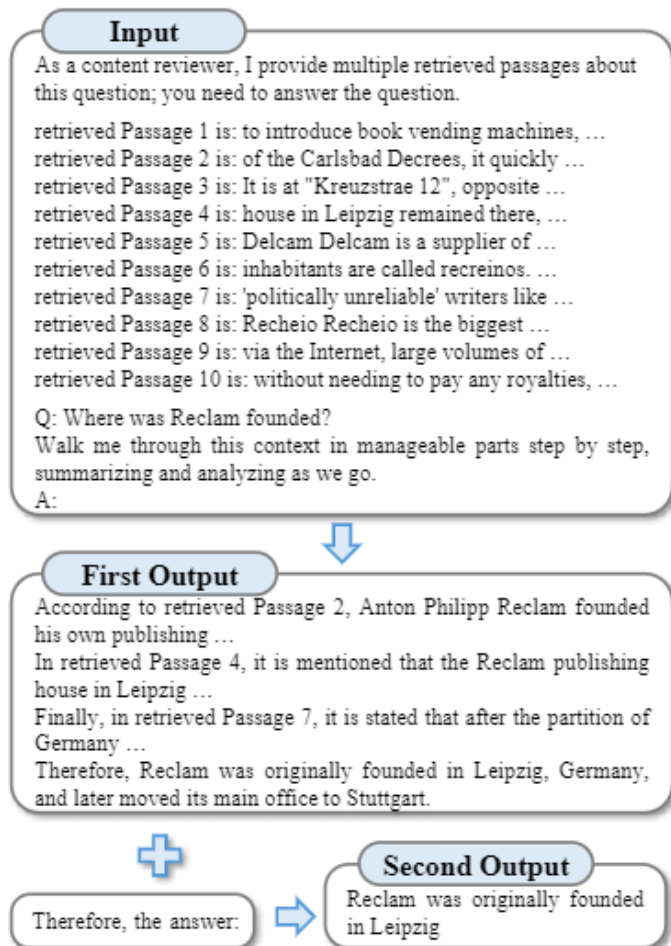 Input
As a content reviewer, I provide multiple retrieved passages about
this question; you need to answer the question.
retrieved Passage 1 is: to introduce book vending machines, …
retrieved Passage 2 is: of the Carlsbad Decrees, it quickly …
retrieved Passage 3 is: It is at "Kreuzstrae 12", opposite …
retrieved Passage 4 is: house in Leipzig remained there, …
retrieved Passage 5 is: Delcam Delcam is a supplier of …
retrieved Passage 6 is: inhabitants are called recreinos. …
retrieved Passage 7 is: 'politically unreliable' writers like …
retrieved Passage 8 is: Recheio Recheio is the biggest …
retrieved Passage 9 is: via the Internet, large volumes of …
retrieved Passage 10 is: without needing to pay any royalties, …
Q: Where was Reclam founded?
Walk me through this context in manageable parts step by step,
summarizing and analyzing as we go.
A:
First Output
According to retrieved Passage 2, Anton Philipp Reclam founded
his own publishing …
In retrieved Passage 4, it is mentioned that the Reclam publishing
house in Leipzig …
Finally, in retrieved Passage 7, it is stated that after the partition of
Germany …
Therefore, Reclam was originally founded in Leipzig, Germany,
and later moved its main office to Stuttgart.
Therefore, the answer:
Second Output
Reclam was originally founded
in Leipzig